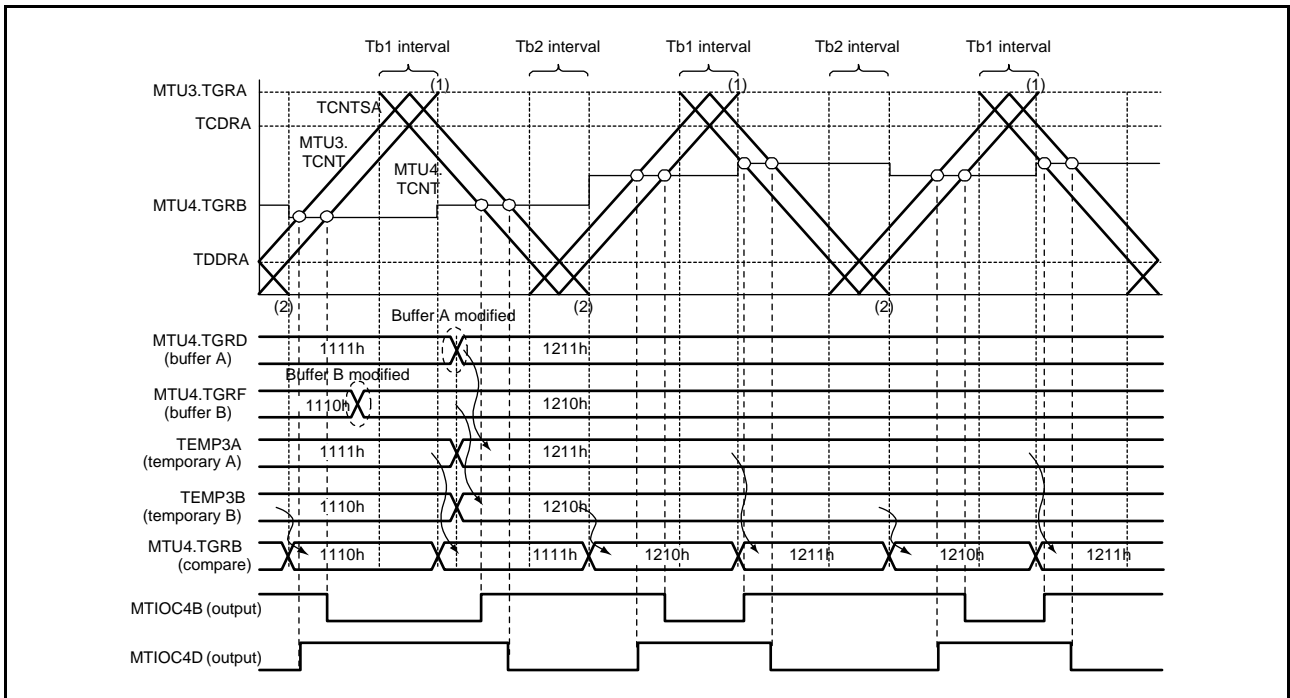 Tb1 interval
Tb2 interval
Tb1 interval
Tb2 interval
Tb1 interval
MTU3.TGRA
(1)
(1)
(1)
TCNTSA
TCDRA
MTU3.
TCNT
MTU4.
TCNT
MTU4.TGRB
TDDRA
(2)
(2)
(2)
Buffer A modified
MTU4.TGRD
(buffer A)
1111h
1211h
Buffer B modified
MTU4.TGRF
(buffer B)
1110h
1210h
TEMP3A
(temporary A)
1111h
1211h
TEMP3B
(temporary B)
1110h
1210h
MTU4.TGRB
(compare)
1110h
1111h
1210h
1211h
1210h
1211h
MTIOC4B (output)
MTIOC4D (output)